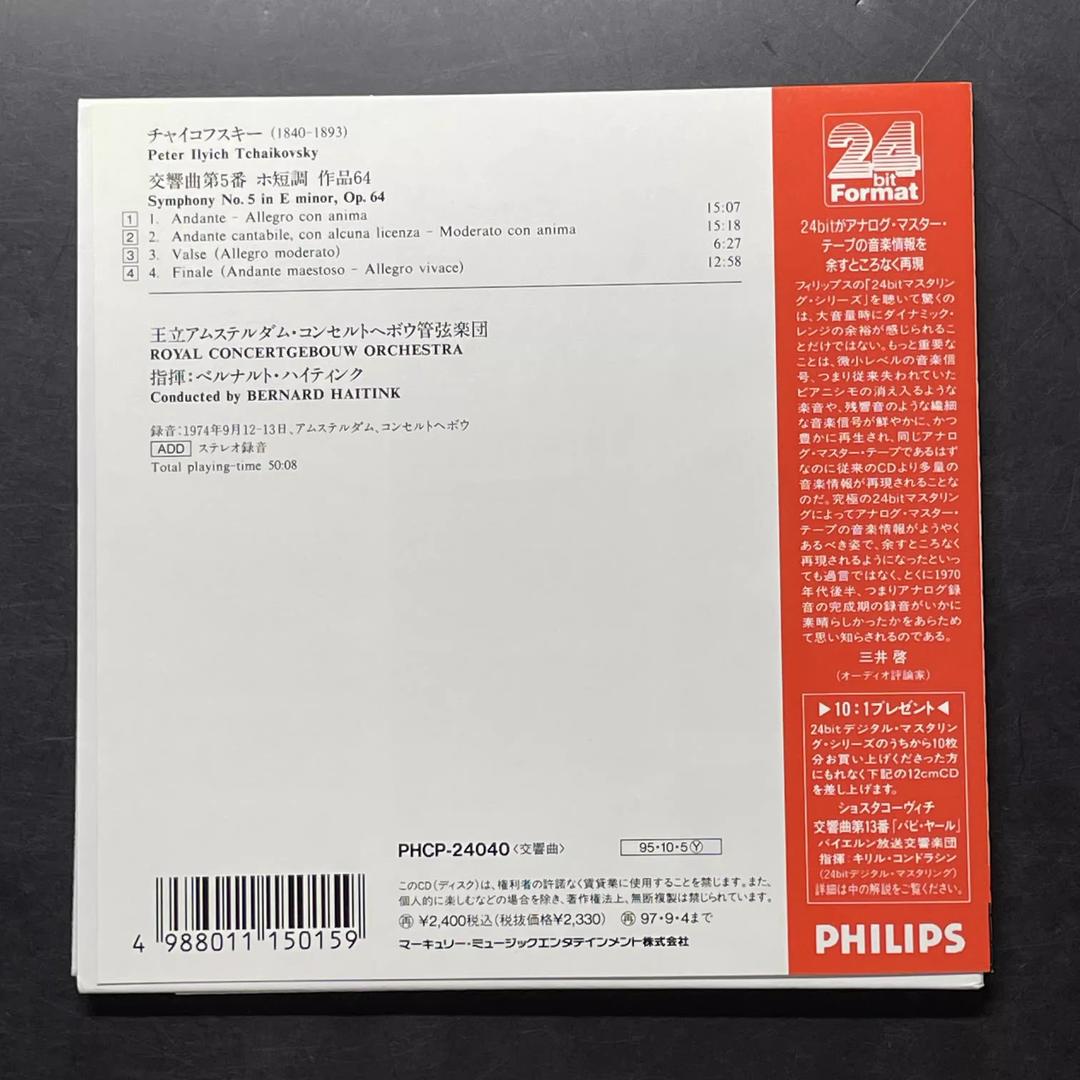 チャイコフスキー (1840-1893)
Peter Ilyich Tchaikovsky
交響曲第5番 ホ短調 作品64
Symphony No. 5 in E minor, Op. 64
1 1. Andante – Allegro con anima 15:07
2 2. Andante cantabile, con alcuna licenza – Moderato con anima 15:18
3 3. Valse (Allegro moderato) 6:27
4 4. Finale (Andante maestoso – Allegro vivace) 12:58
王立アムステルダム・コンセルトヘボウ管弦楽団
ROYAL CONCERTGEBOUW ORCHESTRA
指揮:ベルナルト・ハイティンク
Conducted by BERNARD HAITINK
録音:1974年9月12-13日、アムステルダム、コンセルトヘボウ
ADD ステレオ録音
Total playing-time 50:08
PHCP-24040〈交響曲〉 95・10・5Ⓨ
このCD(ディスク)は、権利者の許諾なく賃貸業に使用することを禁じます。また、
個人的に楽しむなどの場合を除き、著作権法上、無断複製は禁じられています。
再 ¥2,400税込(税抜価格¥2,330) 再 97・9・4まで
マーキュリー・ミュージックエンタテインメント株式会社
4 988011 150159
24
bit
Format
24bitがアナログ・マスター・
テープの音楽情報を
余すところなく再現
フィリップスの「24bitマスタリン
グ・シリーズ」を聴いて驚くの
は、大音量時にダイナミック・
レンジの余裕が感じられるこ
とだけではない。もっと重要な
ことは、微小レベルの音楽信
号、つまり従来失われていた
ピアニシモの消え入るような
楽音や、残響音のような繊細
な音楽信号が鮮やかに、かつ
豊かに再生され、同じアナロ
グ・マスター・テープであるはず
なのに従来のCDより多量の
音楽情報が再現されることな
のだ。究極の24bitマスタリン
グによってアナログ・マスター・
テープの音楽情報がようやく
あるべき姿で、余すところなく
再現されるようになったといっ
ても過言ではなく、とくに1970
年代後半、つまりアナログ録
音の完成期の録音がいかに
素晴らしかったかをあらため
て思い知らされるのである。
三井 啓
(オーディオ評論家)
▶10:1プレゼント◀
24bitデジタル・マスタリン
グ・シリーズのうちから10枚
分お買い上げくださった方
にもれなく下記の12cmCD
を差し上げます。
ショスタコーヴィチ
交響曲第13番「バビ・ヤール」
バイエルン放送交響楽団
指揮:キリル・コンドラシン
(24bitデジタル・マスタリング)
詳細は中の解説をご覧ください。
PHILIPS